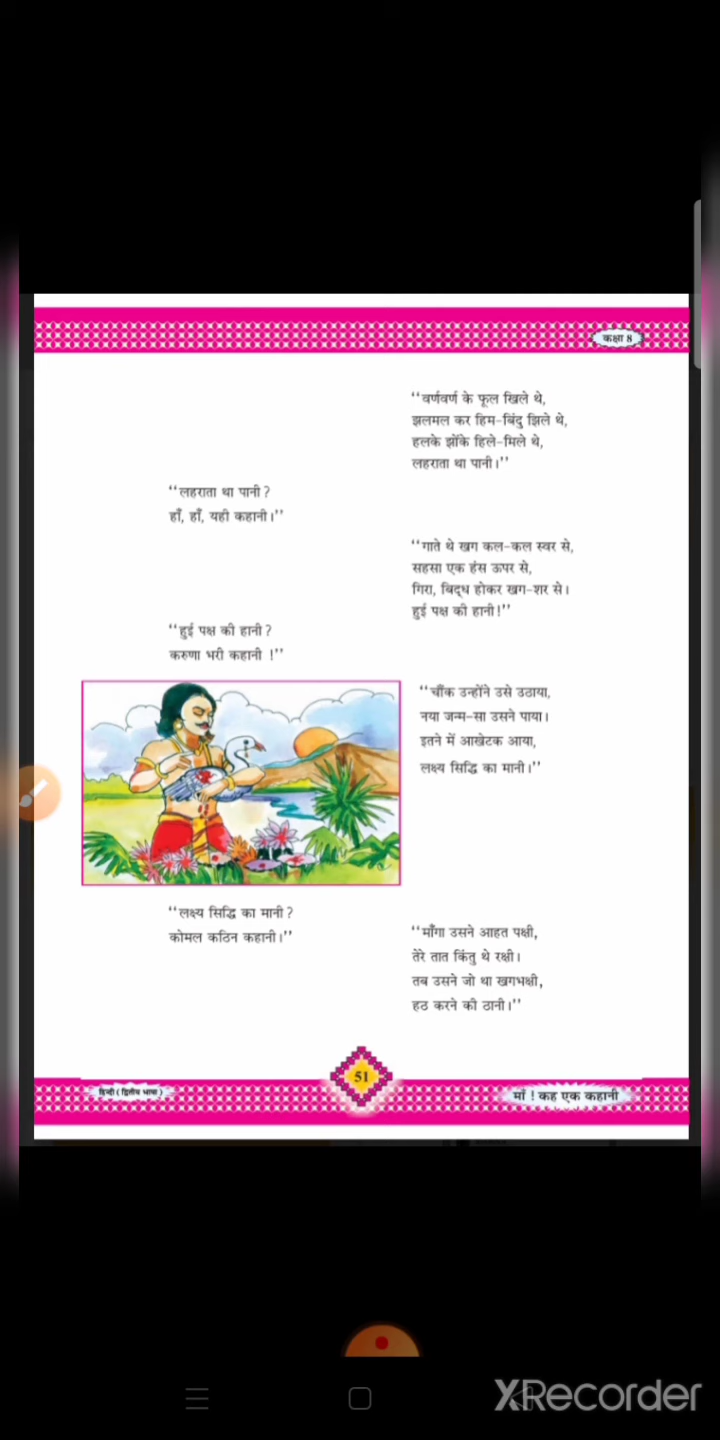 कक्षा 8
“वर्णवर्ण के फूल खिले थे,
झलमल कर हिम-बिंदु झिले थे,
हलके झोंके हिले-मिले थे,
लहराता था पानी।”
“लहराता था पानी?
हाँ, हाँ, यही कहानी।”
“गाते थे खग कल-कल स्वर से,
सहसा एक हंस ऊपर से,
गिरा, बिद्ध होकर खग-शर से।
हुई पक्ष की हानी!”
“हुई पक्ष की हानी?
करुणा भरी कहानी !”
“चौंक उन्होंने उसे उठाया,
नया जन्म-सा उसने पाया।
इतने में आखेटक आया,
लक्ष्य सिद्धि का मानी।”
“लक्ष्य सिद्धि का मानी?
कोमल कठिन कहानी।”
“माँगा उसने आहत पक्षी,
तेरे तात किंतु थे रक्षी।
तब उसने जो था खगभक्षी,
हठ करने की ठानी।”
51
हिन्दी (द्वितीय भाषा)
माँ ! कह एक कहानी
XRecorder